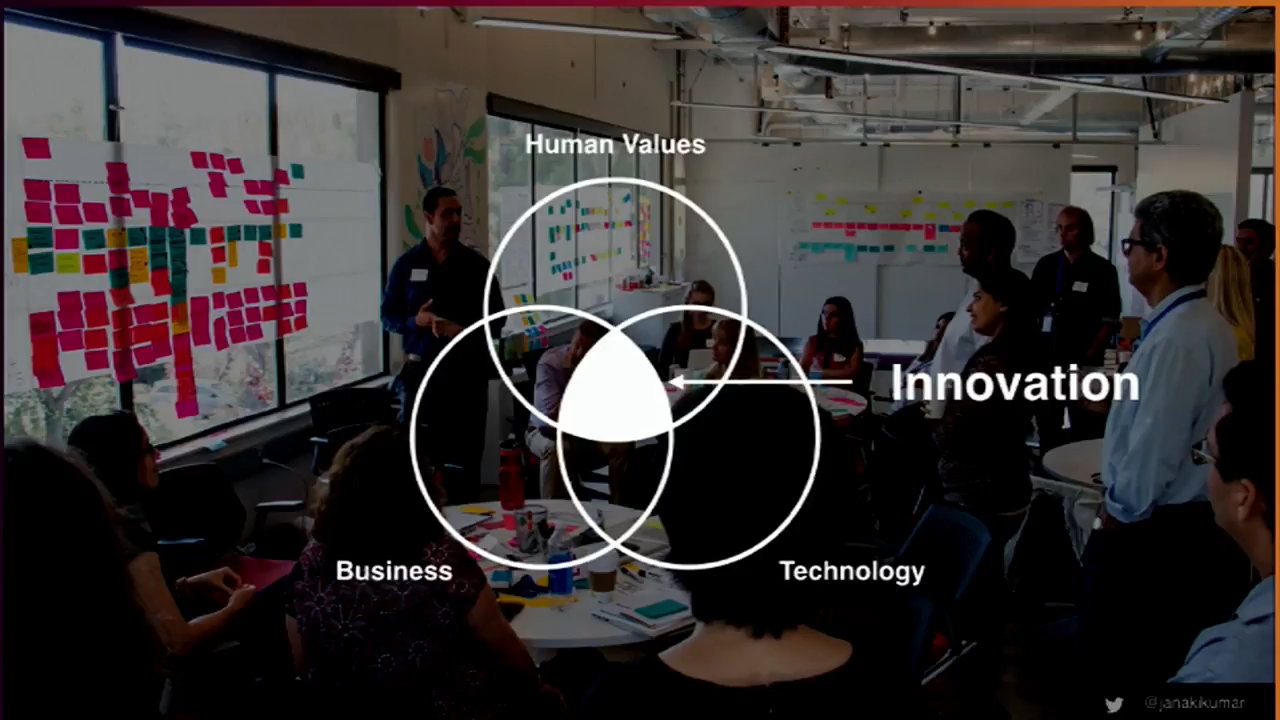 Human Values
Innovation
Business
Technology
@janakikumar